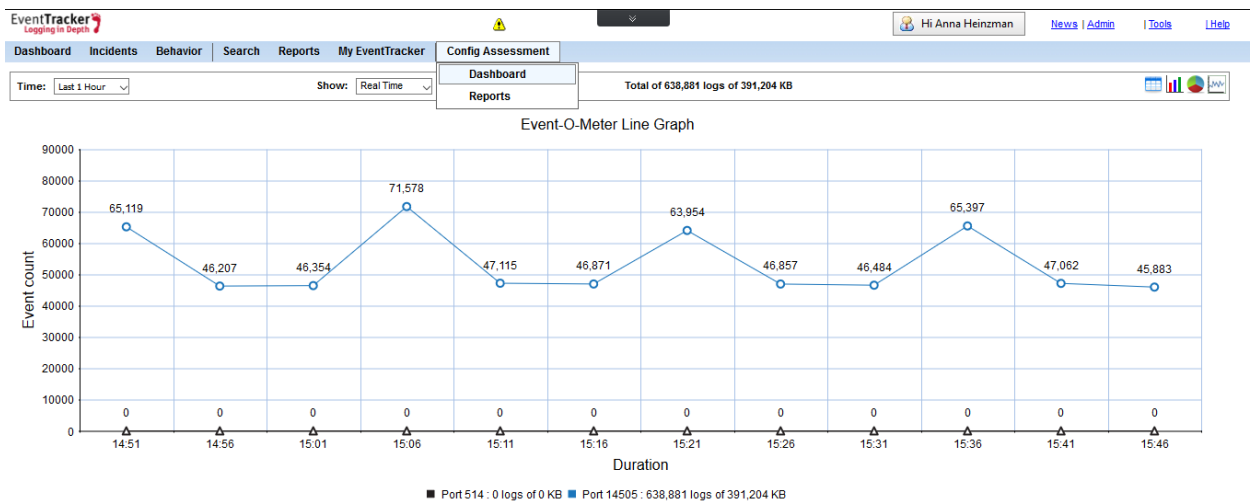 EventTracker
Logging in Depth
Hi Anna Heinzman
News | Admin | Tools | Help
Dashboard Incidents Behavior Search Reports My EventTracker Config Assessment
Dashboard
Reports
Time: Last 1 Hour Show: Real Time Total of 638,881 logs of 391,204 KB
Event-O-Meter Line Graph
90000
80000
70000
60000
50000
40000
30000
20000
10000
0
Event count
65,119 46,207 46,354 71,578 47,115 46,871 63,954 46,857 46,484 65,397 47,062 45,883
0 0 0 0 0 0 0 0 0 0 0 0
14:51 14:56 15:01 15:06 15:11 15:16 15:21 15:26 15:31 15:36 15:41 15:46
Duration
Port 514 : 0 logs of 0 KB Port 14505 : 638,881 logs of 391,204 KB